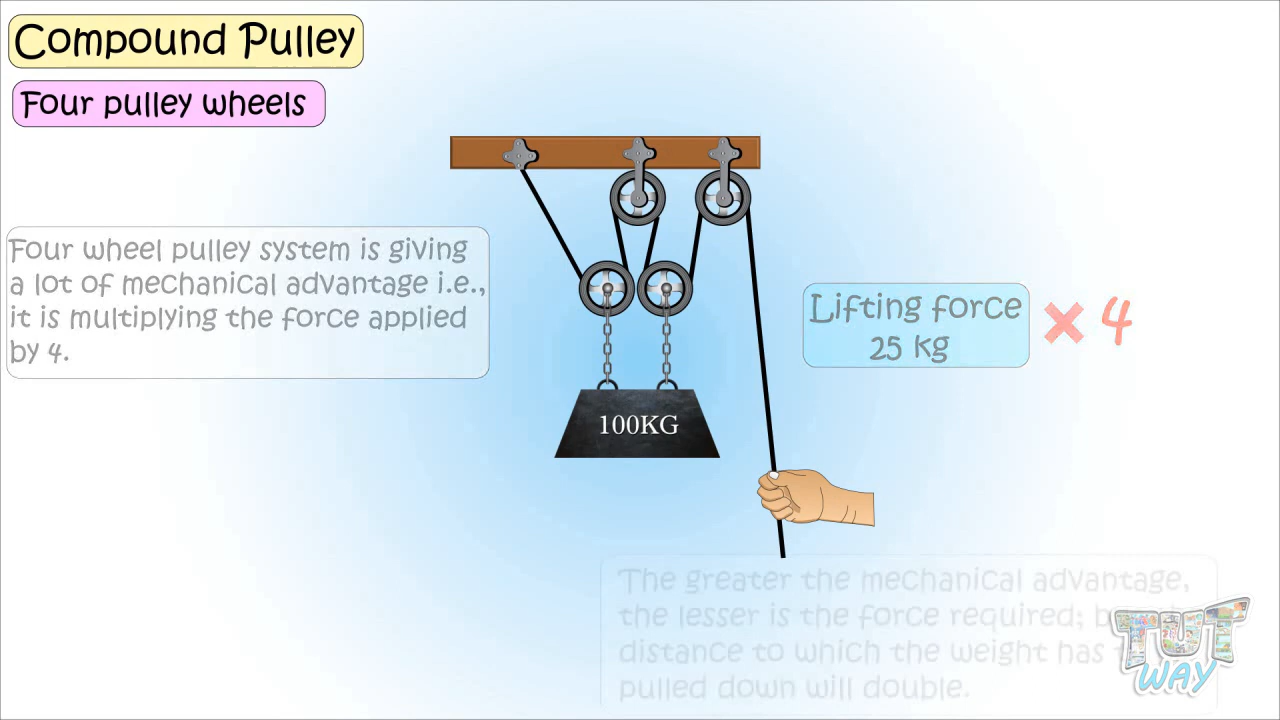 Compound Pulley
Four pulley wheels
Four wheel pulley system is giving
a lot of mechanical advantage i.e.,
it is multiplying the force applied
by 4.
Lifting force
25 kg
× 4
100KG
The greater the mechanical advantage,
the lesser is the force required;
distance to which the weight has
pulled down will double.
TUT
WAY